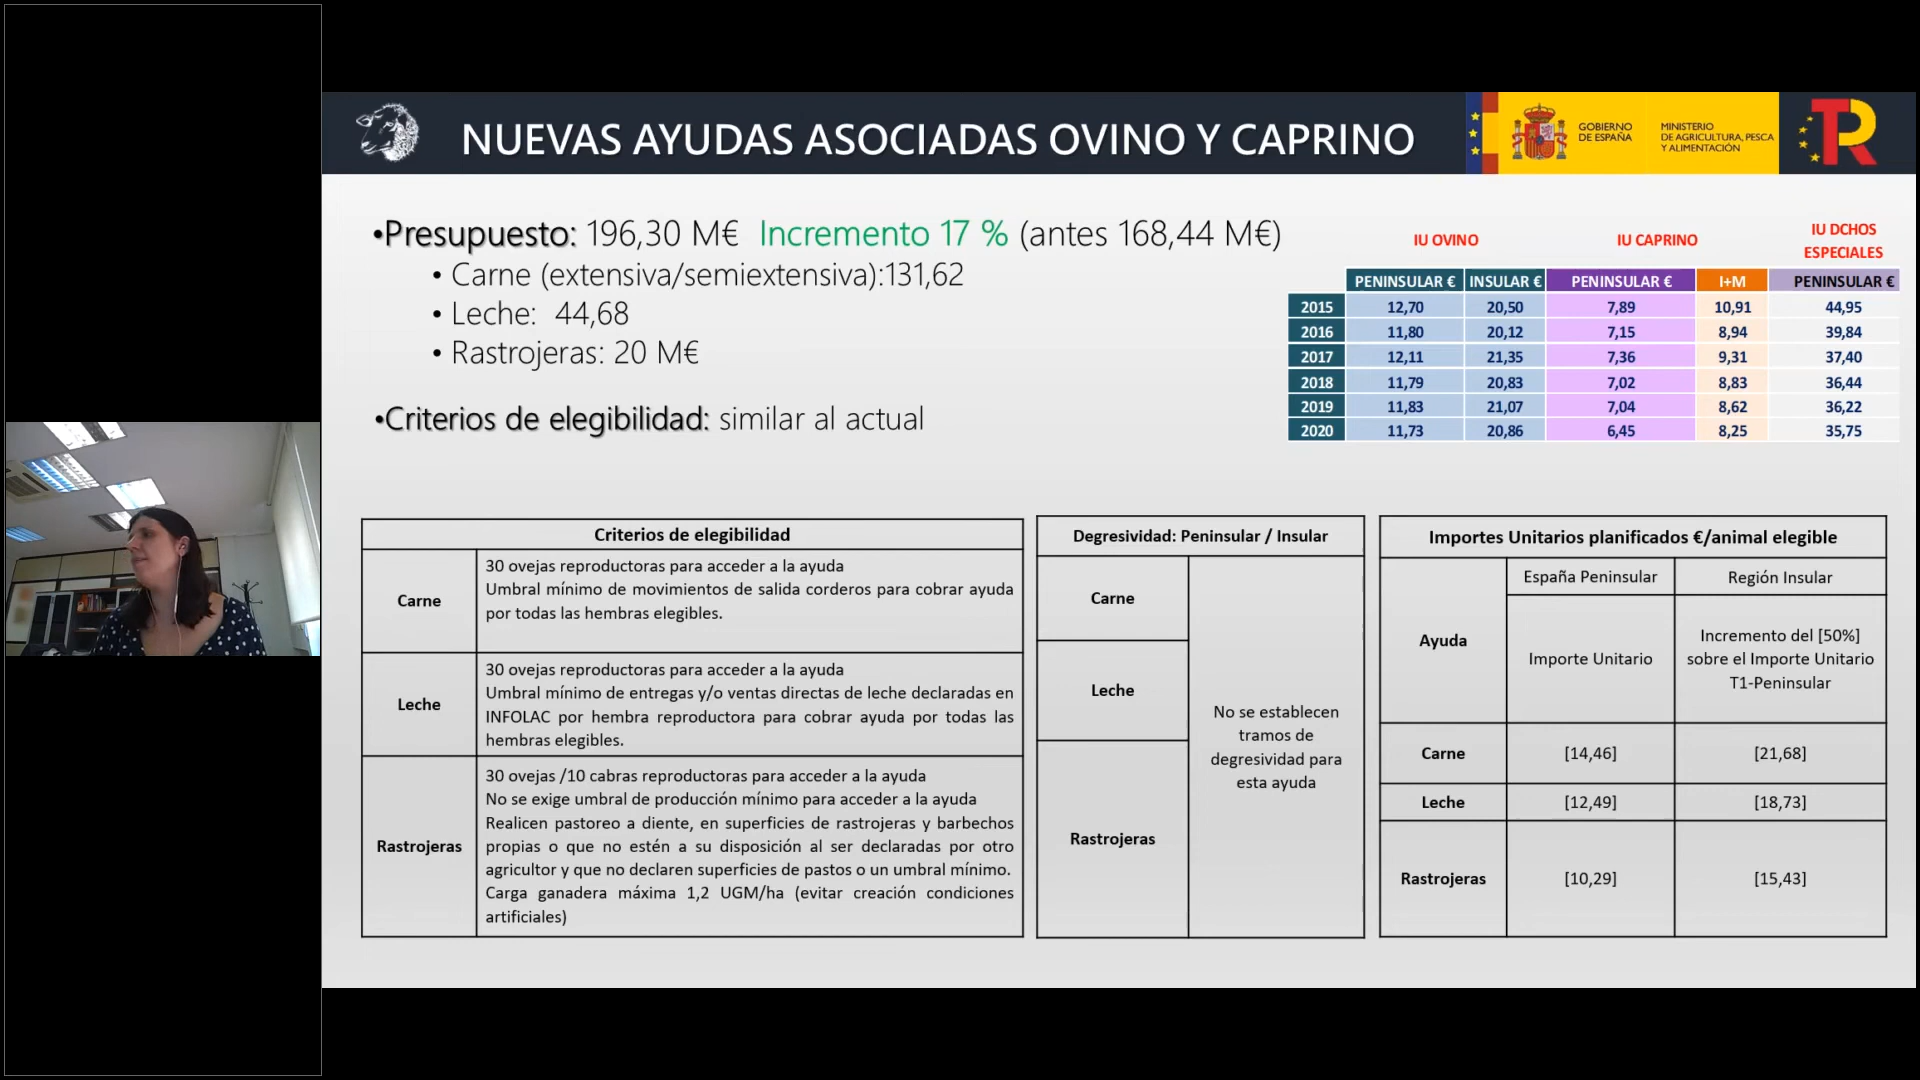 NUEVAS AYUDAS ASOCIADAS OVINO Y CAPRINO
GOBIERNO
DE ESPAÑA
MINISTERIO
DE AGRICULTURA, PESCA
Y ALIMENTACIÓN
TR
•Presupuesto: 196,30 M€ Incremento 17 % (antes 168,44 M€)
• Carne (extensiva/semiextensiva):131,62
• Leche: 44,68
• Rastrojeras: 20 M€
•Criterios de elegibilidad: similar al actual
IU OVINO IU CAPRINO IU DCHOS
ESPECIALES
PENINSULAR € INSULAR € PENINSULAR € I+M PENINSULAR €
2015 12,70 20,50 7,89 10,91 44,95
2016 11,80 20,12 7,15 8,94 39,84
2017 12,11 21,35 7,36 9,31 37,40
2018 11,79 20,83 7,02 8,83 36,44
2019 11,83 21,07 7,04 8,62 36,22
2020 11,73 20,86 6,45 8,25 35,75
Criterios de elegibilidad
Carne
30 ovejas reproductoras para acceder a la ayuda
Umbral mínimo de movimientos de salida corderos para cobrar ayuda
por todas las hembras elegibles.
Leche
30 ovejas reproductoras para acceder a la ayuda
Umbral mínimo de entregas y/o ventas directas de leche declaradas en
INFOLAC por hembra reproductora para cobrar ayuda por todas las
hembras elegibles.
Rastrojeras
30 ovejas /10 cabras reproductoras para acceder a la ayuda
No se exige umbral de producción mínimo para acceder a la ayuda
Realicen pastoreo a diente, en superficies de rastrojeras y barbechos
propias o que no estén a su disposición al ser declaradas por otro
agricultor y que no declaren superficies de pastos o un umbral mínimo.
Carga ganadera máxima 1,2 UGM/ha (evitar creación condiciones
artificiales)
Degresividad: Peninsular / Insular
Carne
Leche
Rastrojeras
No se establecen
tramos de
degresividad para
esta ayuda
Importes Unitarios planificados €/animal elegible
Ayuda
España Peninsular Región Insular
Importe Unitario
Incremento del [50%]
sobre el Importe Unitario
T1-Peninsular
Carne [14,46] [21,68]
Leche [12,49] [18,73]
Rastrojeras [10,29] [15,43]